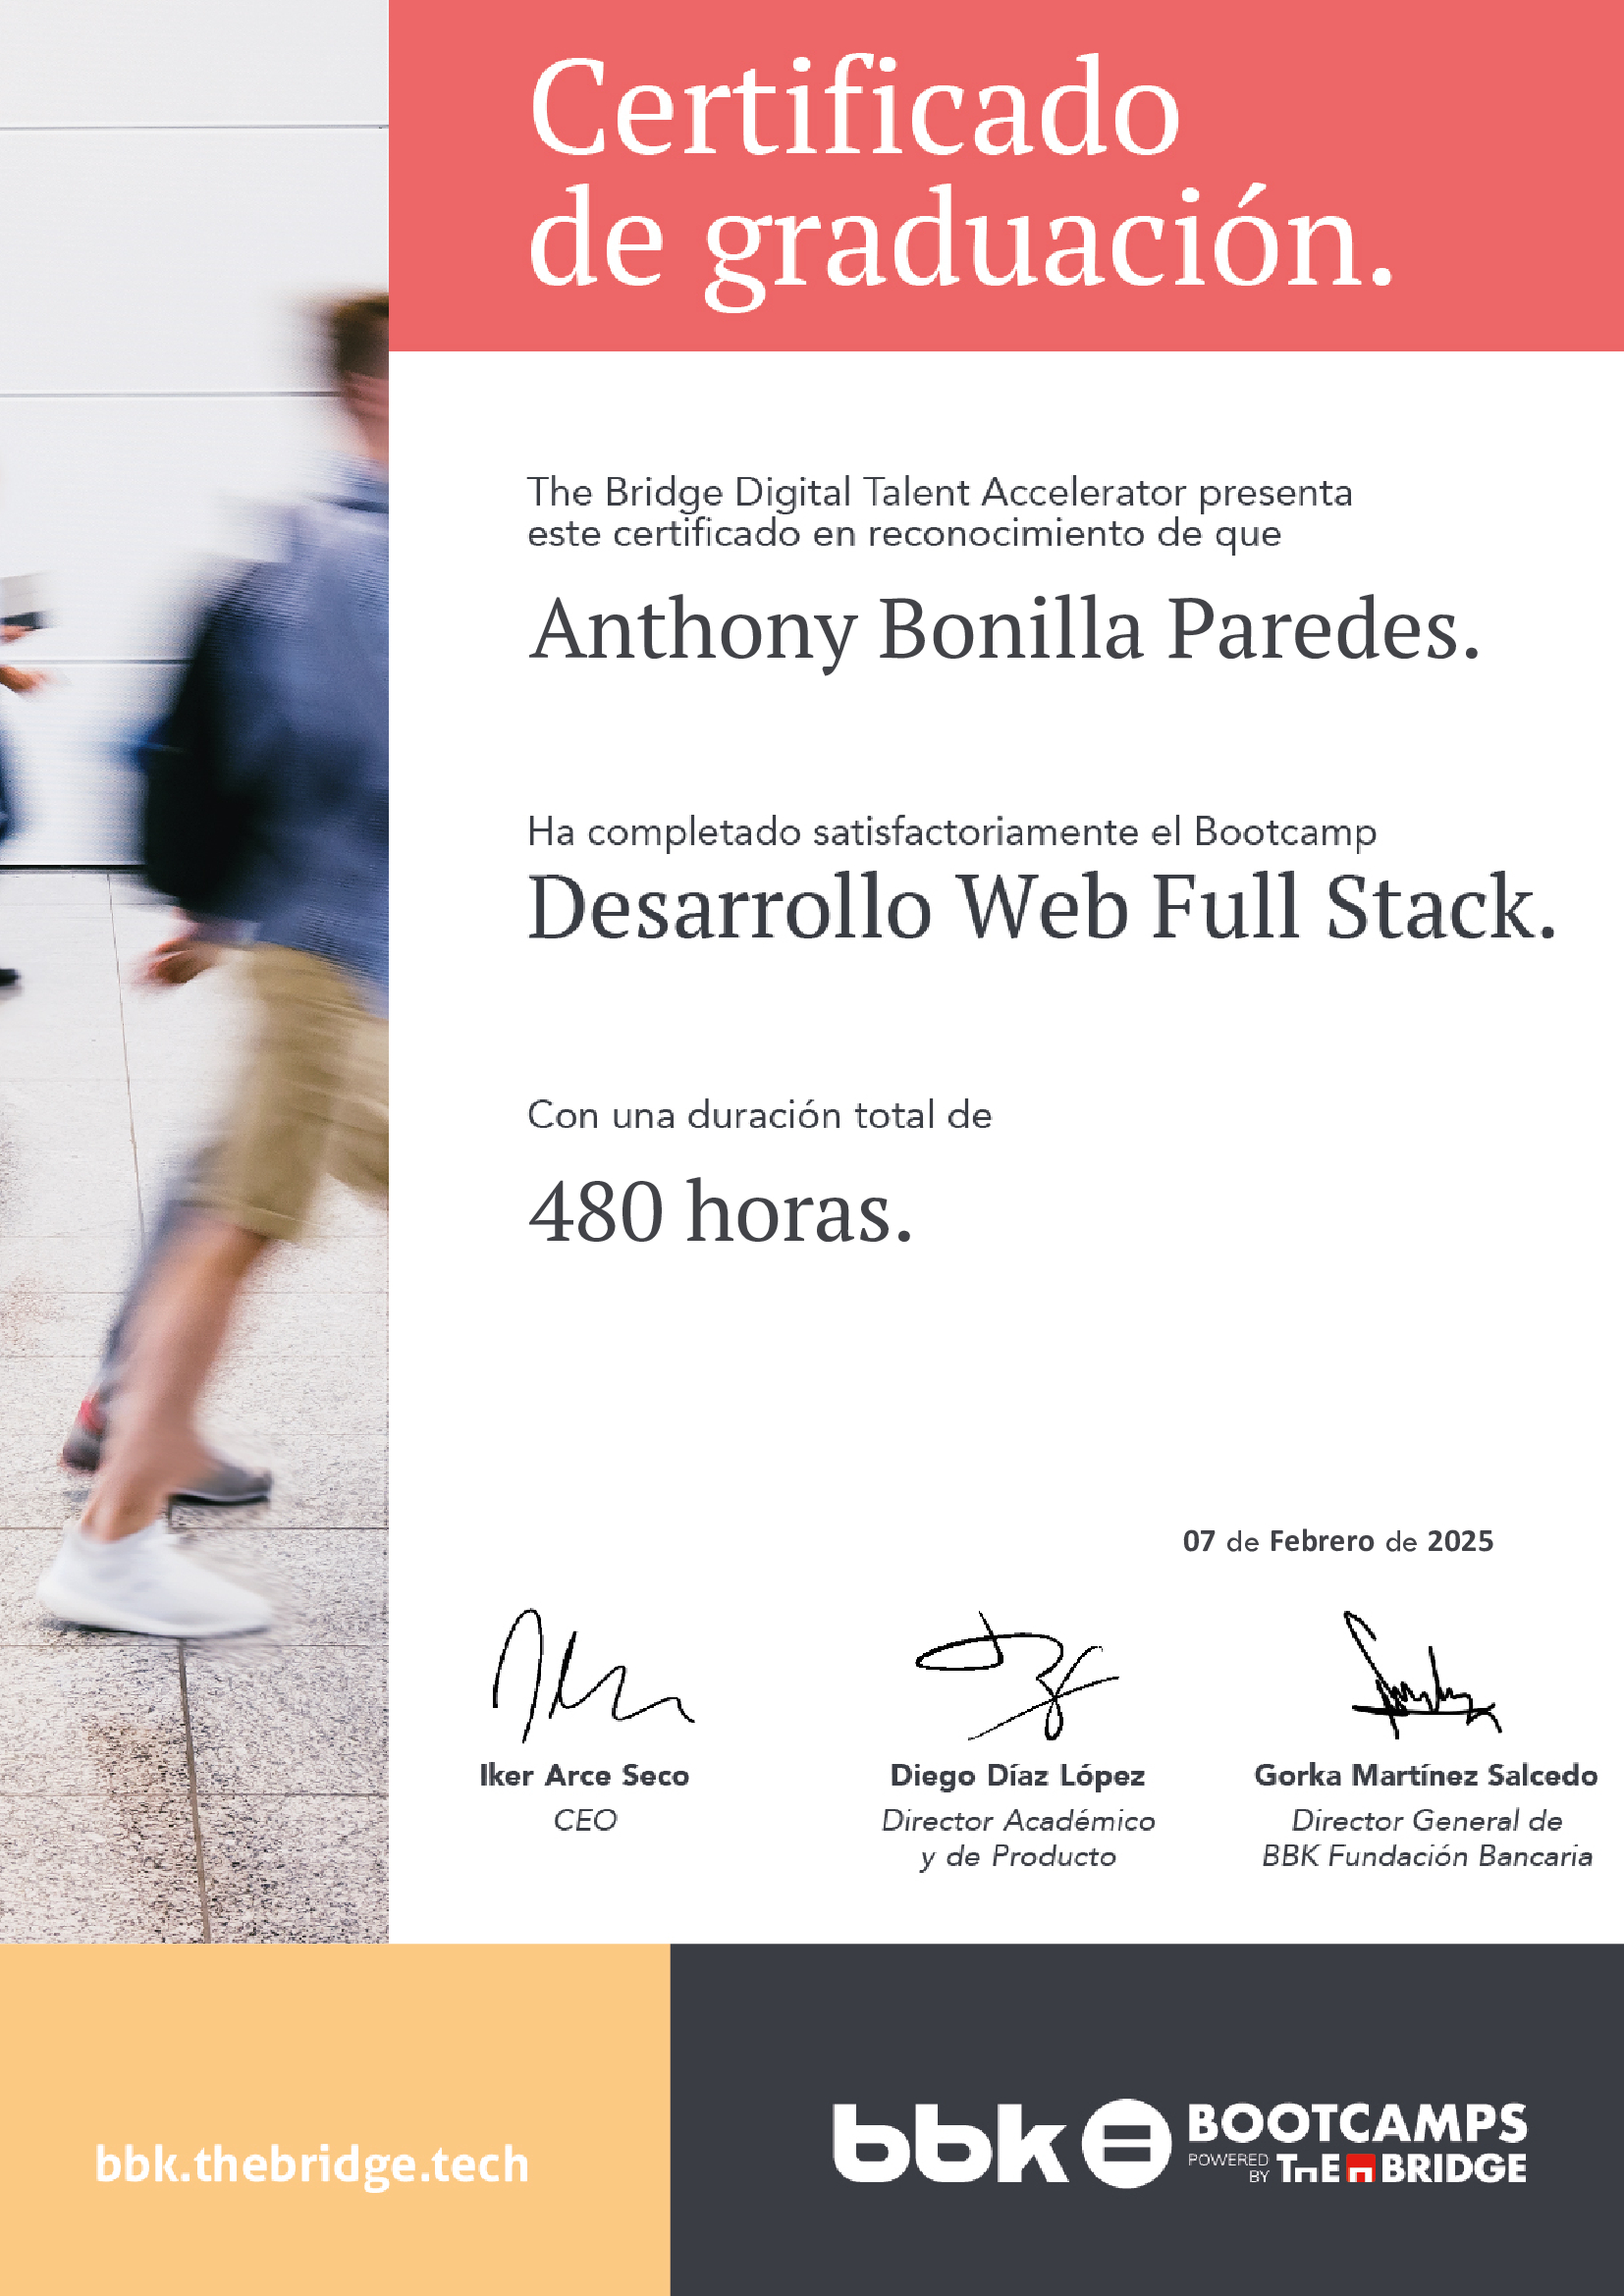 Certificado
de graduación.
The Bridge Digital Talent Accelerator presenta
este certificado en reconocimiento de que
Anthony Bonilla Paredes.
Ha completado satisfactoriamente el Bootcamp
Desarrollo Web Full Stack.
Con una duración total de
480 horas.
07 de Febrero de 2025
Iker Arce Seco
CEO
Diego Díaz López
Director Académico
y de Producto
Gorka Martínez Salcedo
Director General de
BBK Fundación Bancaria
bbk.thebridge.tech
bbk
BOOTCAMPS
POWERED BY THE BRIDGE